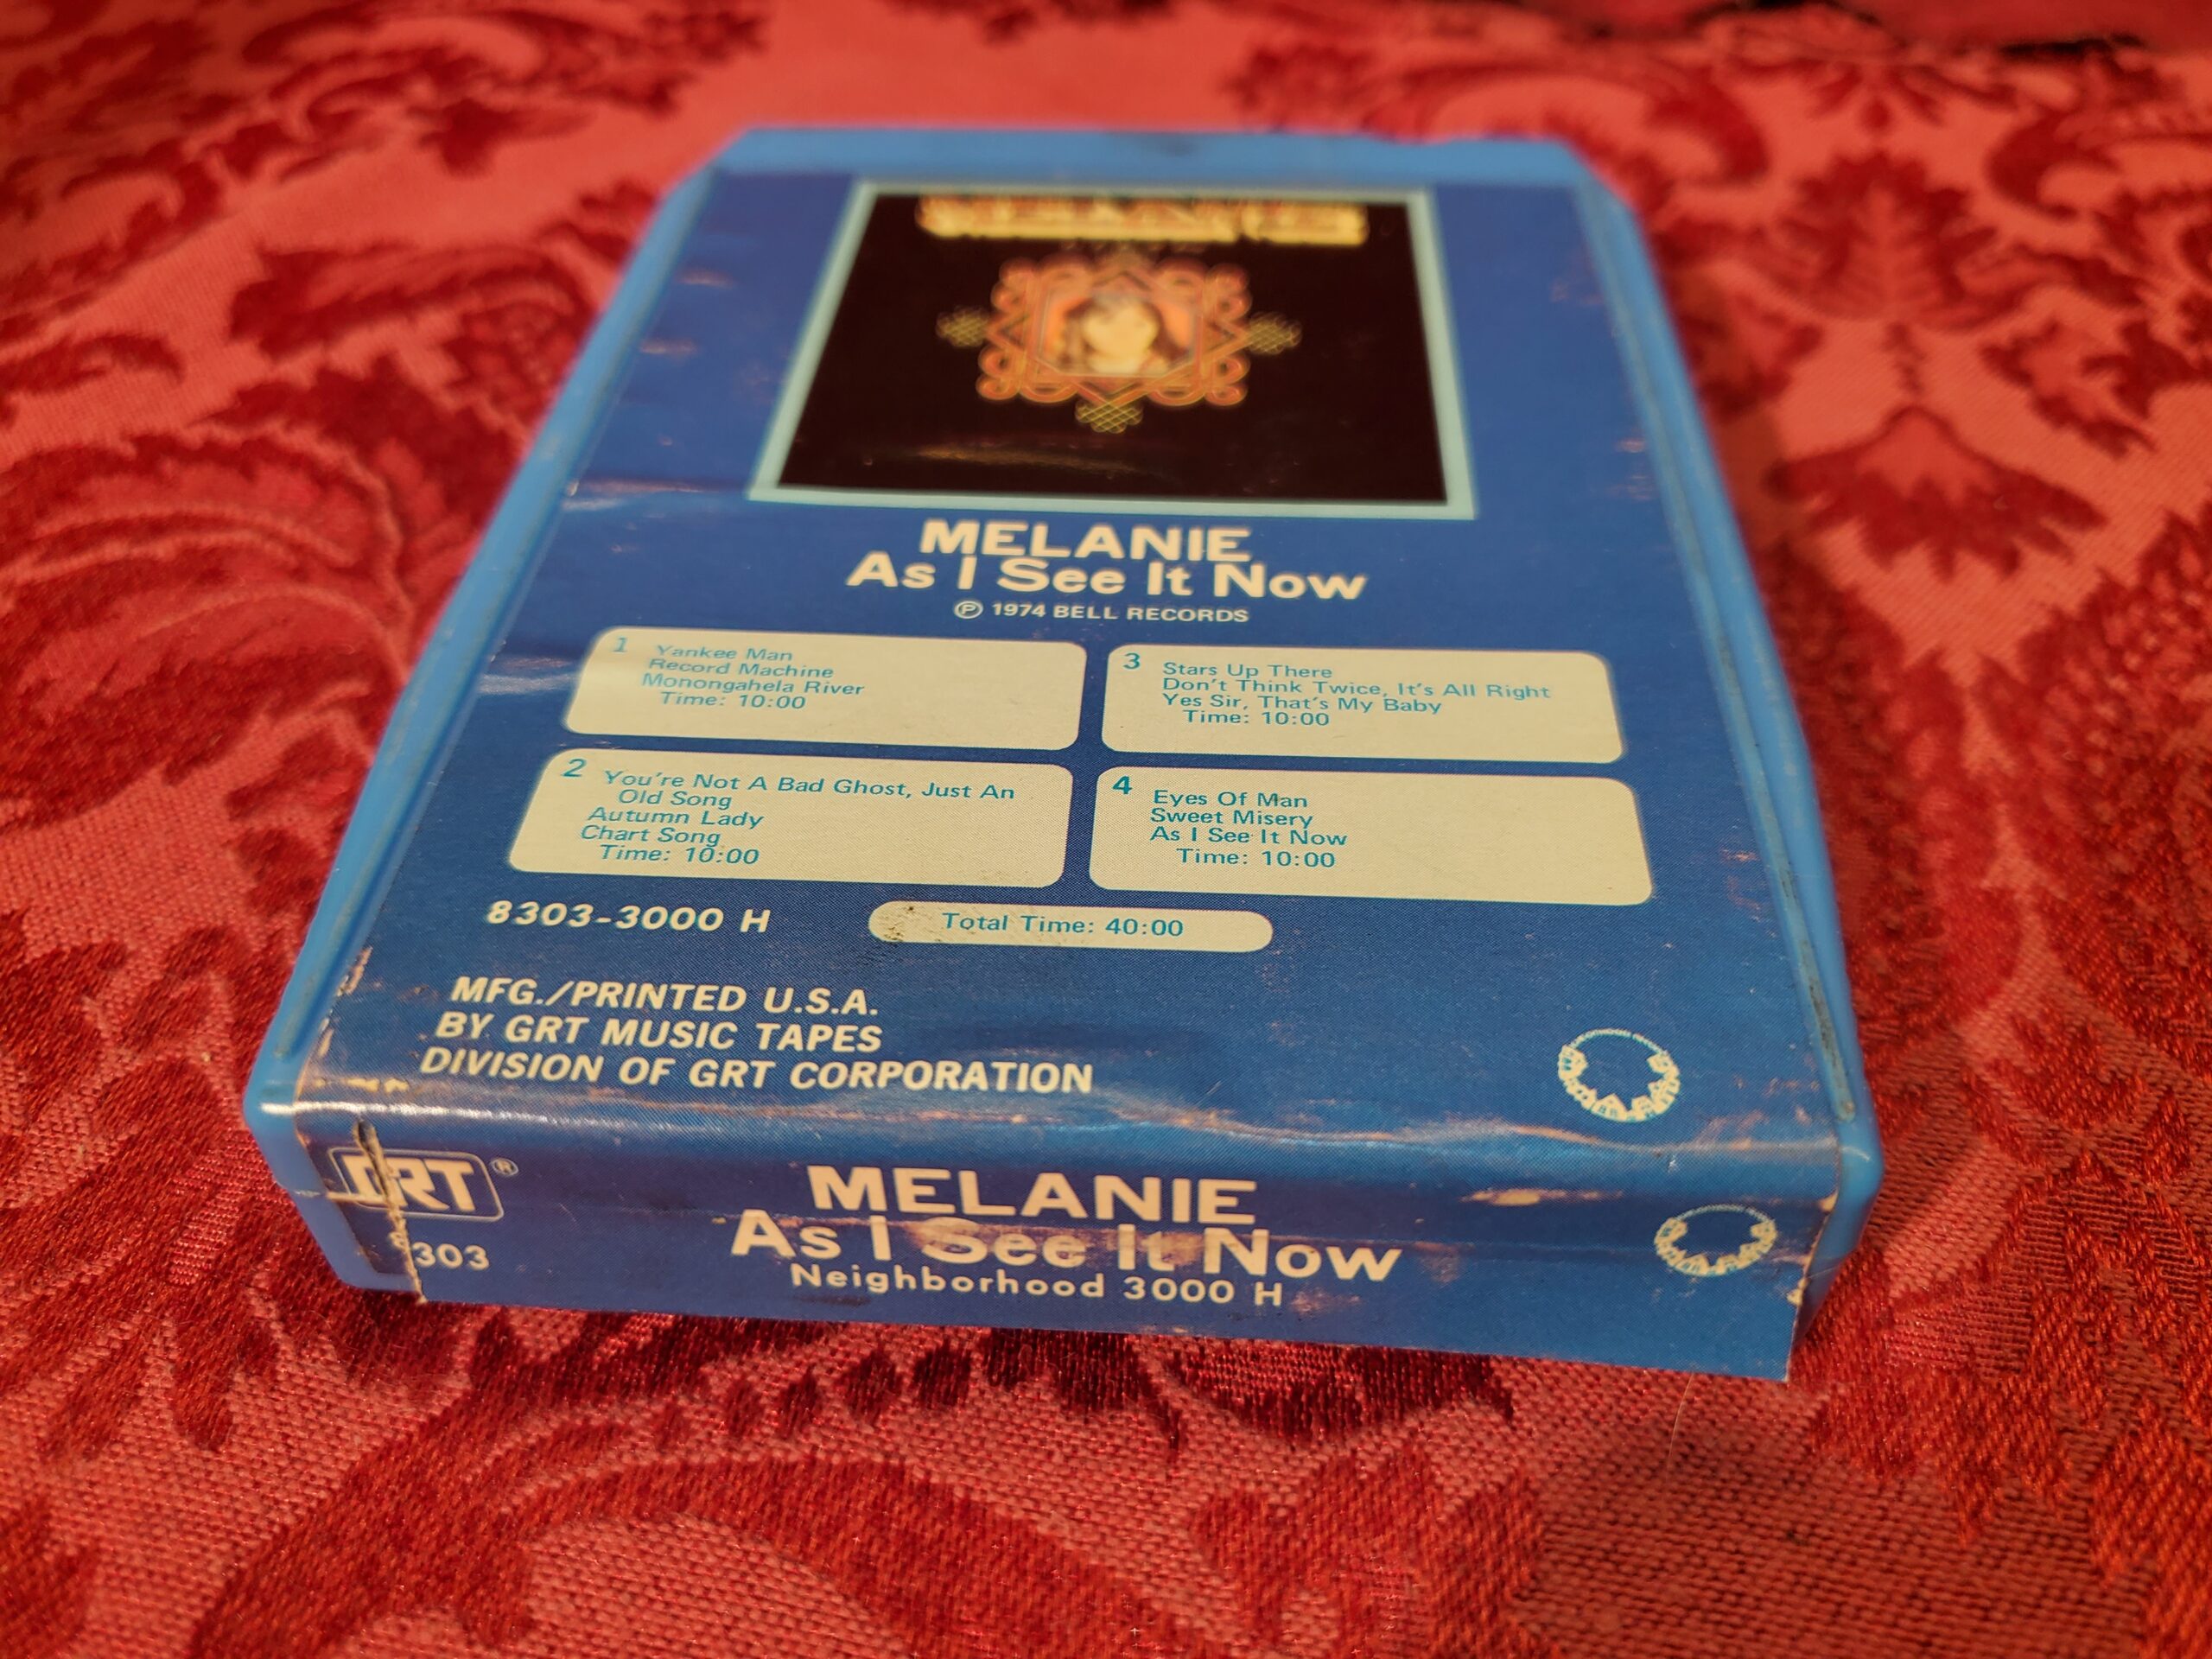 MELANIE
As I See It Now
℗ 1974 BELL RECORDS
1 Yankee Man
Record Machine
Monongahela River
Time: 10:00
2 You're Not A Bad Ghost, Just An
Old Song
Autumn Lady
Chart Song
Time: 10:00
3 Stars Up There
Don't Think Twice, It's All Right
Yes Sir, That's My Baby
Time: 10:00
4 Eyes Of Man
Sweet Misery
As I See It Now
Time: 10:00
8303-3000 H
Total Time: 40:00
MFG./PRINTED U.S.A.
BY GRT MUSIC TAPES
DIVISION OF GRT CORPORATION
GRT®
8303
MELANIE
As I See It Now
Neighborhood 3000 H